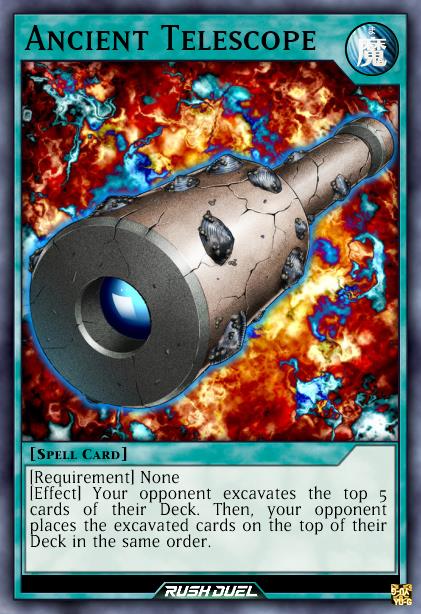 Ancient Telescope
ま
魔
[Spell Card]
[Requirement] None
[Effect] Your opponent excavates the top 5
cards of their Deck. Then, your opponent
places the excavated cards on the top of their
Deck in the same order.
RUSH DUEL